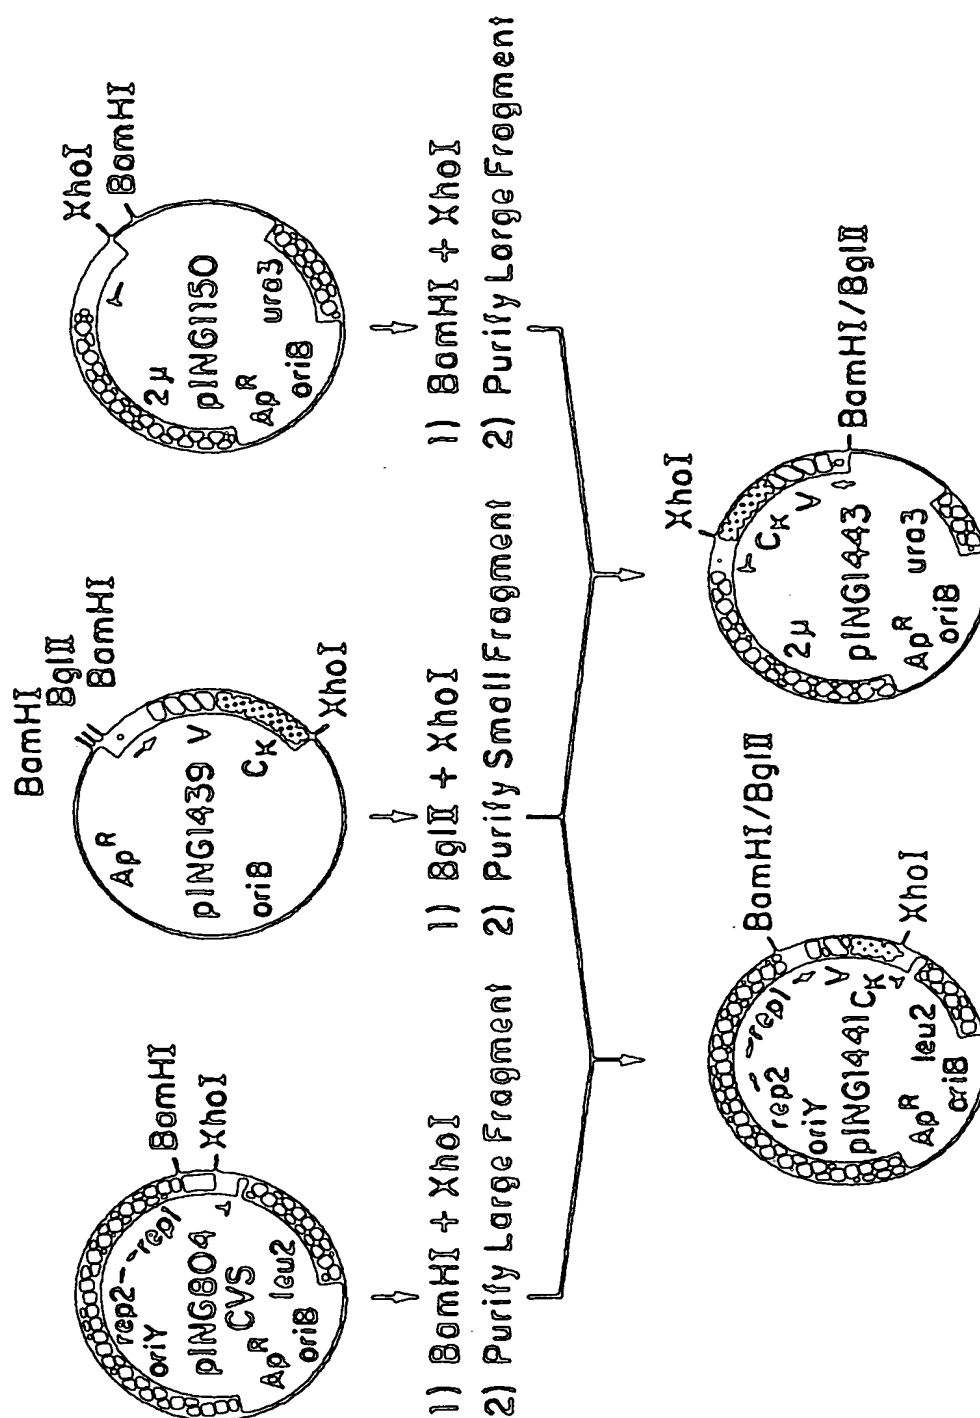 BamHI
XhoI
rep2
rep1
oriY
pING804
CVS
Ap^R
leu2
oriB
1) BamHI + XhoI
2) Purify Large Fragment
BamHI
BglII
BamHI
Ap^R
pING1439
V
Cκ
oriB
XhoI
1) BglII + XhoI
2) Purify Small Fragment
XhoI
BamHI
T
2μ
pING1150
Ap^R
ura3
oriB
1) BamHI + XhoI
2) Purify Large Fragment
BamHI/BglII
rep2
rep1
oriY
V
pING1441
Cκ
Ap^R
leu2
oriB
XhoI
XhoI
T
Cκ
V
2μ
BamHI/BglII
pING1443
Ap^R
ura3
oriB